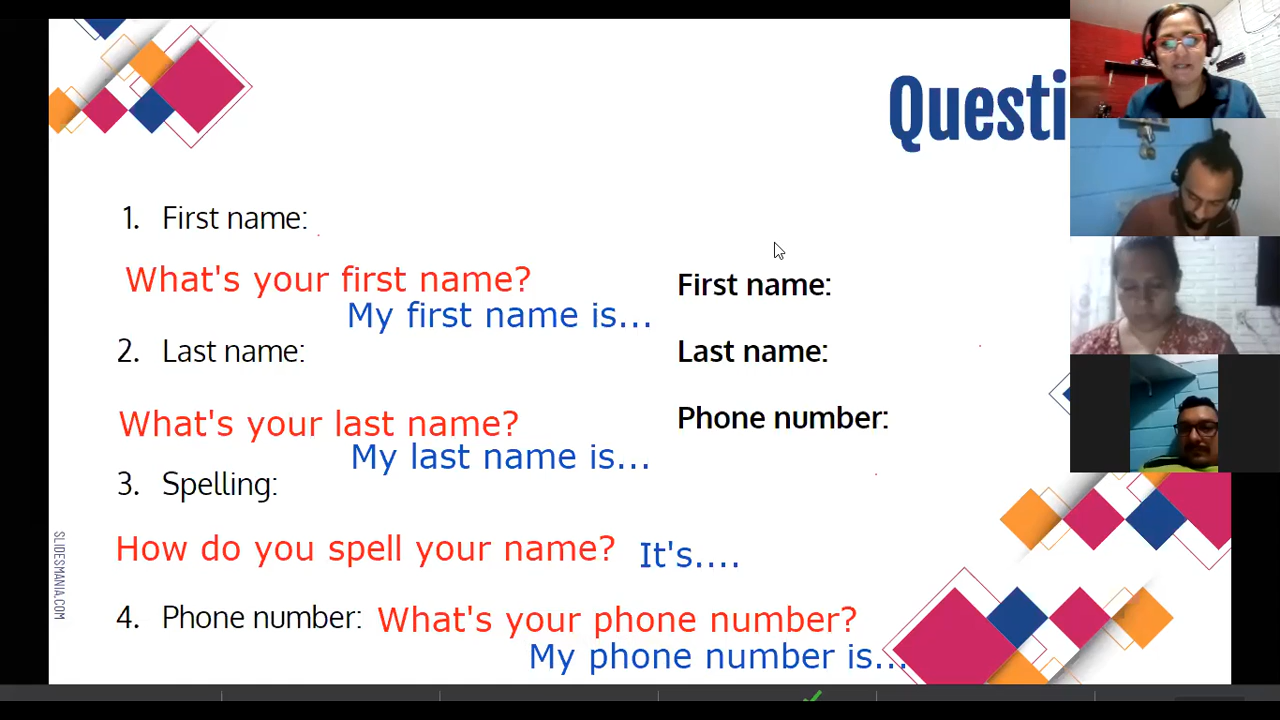 Questi
1. First name:
What's your first name?
My first name is...
2. Last name:
What's your last name?
My last name is...
3. Spelling:
How do you spell your name? It's....
4. Phone number: What's your phone number?
My phone number is...
First name:
Last name:
Phone number:
SLIDESMANIA.COM